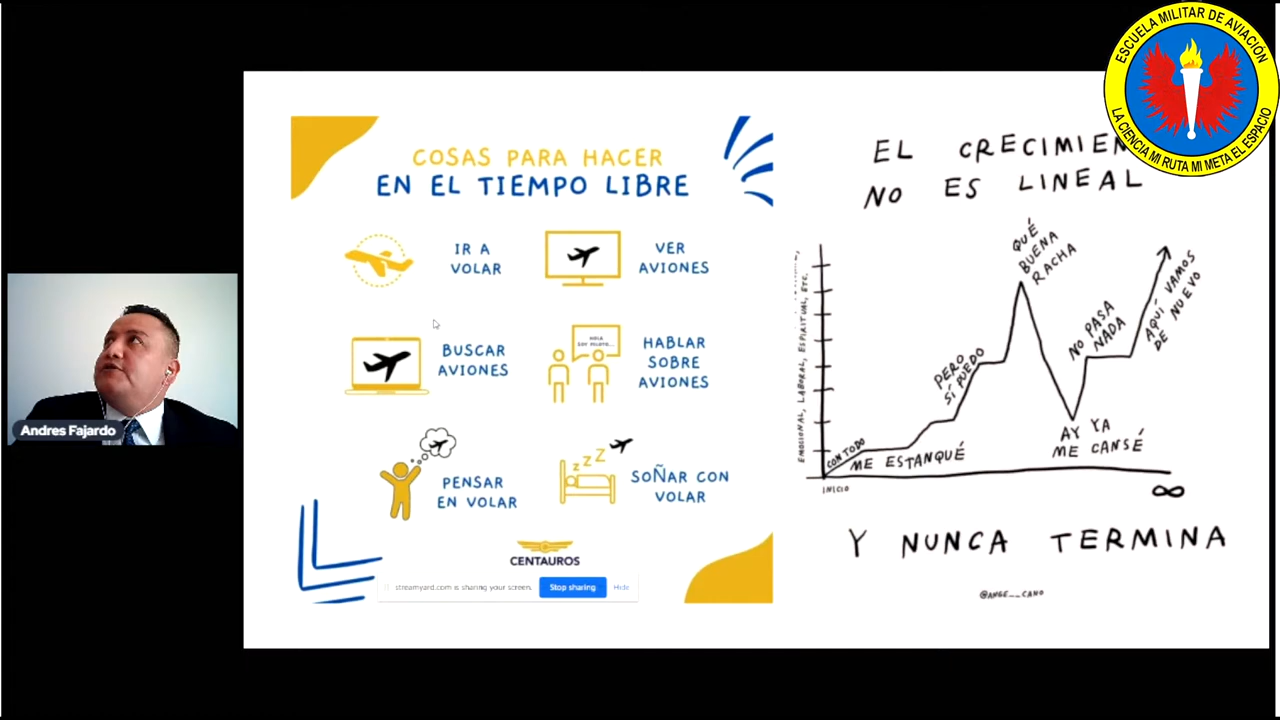 ESCUELA MILITAR DE AVIACIÓN
LA CIENCIA MI RUTA MI META EL ESPACIO
COSAS PARA HACER
EN EL TIEMPO LIBRE
IR A
VOLAR
VER
AVIONES
BUSCAR
AVIONES
HOLA
SOY PILOTO...
HABLAR
SOBRE
AVIONES
PENSAR
EN VOLAR
ZZZ
SOÑAR CON
VOLAR
CENTAUROS
streamyard.com is sharing your screen.
Stop sharing
Hide
EL CRECIMIEN
NO ES LINEAL
EMOCIONAL, LABORAL, ESPIRITUAL, ETC.
CON TODO
ME ESTANQUÉ
PERO
SÍ PUEDO
QUÉ
BUENA
RACHA
AY YA
ME CANSÉ
NO PASA
NADA
AQUÍ VAMOS
DE NUEVO
INICIO
∞
Y NUNCA TERMINA
@ANGE__CANO
Andres Fajardo